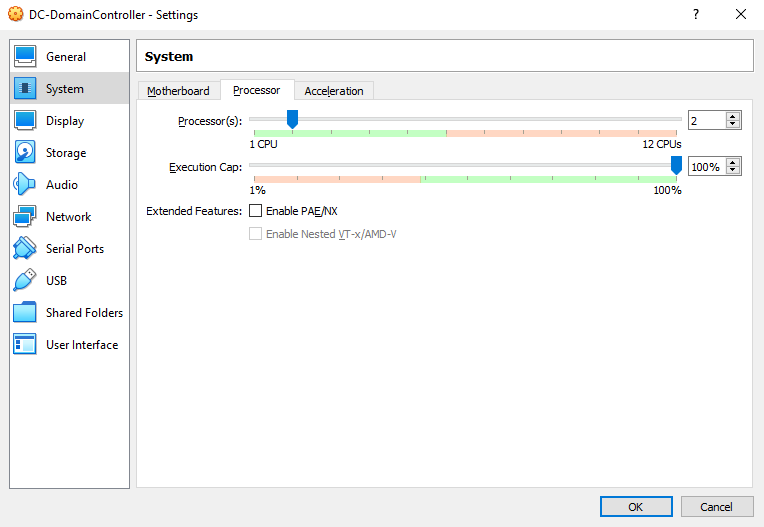 DC-DomainController - Settings
?
General
System
Display
Storage
Audio
Network
Serial Ports
USB
Shared Folders
User Interface
System
Motherboard Processor Acceleration
Processor(s): 2
1 CPU 12 CPUs
Execution Cap: 100%
1% 100%
Extended Features: Enable PAE/NX
Enable Nested VT-x/AMD-V
OK Cancel